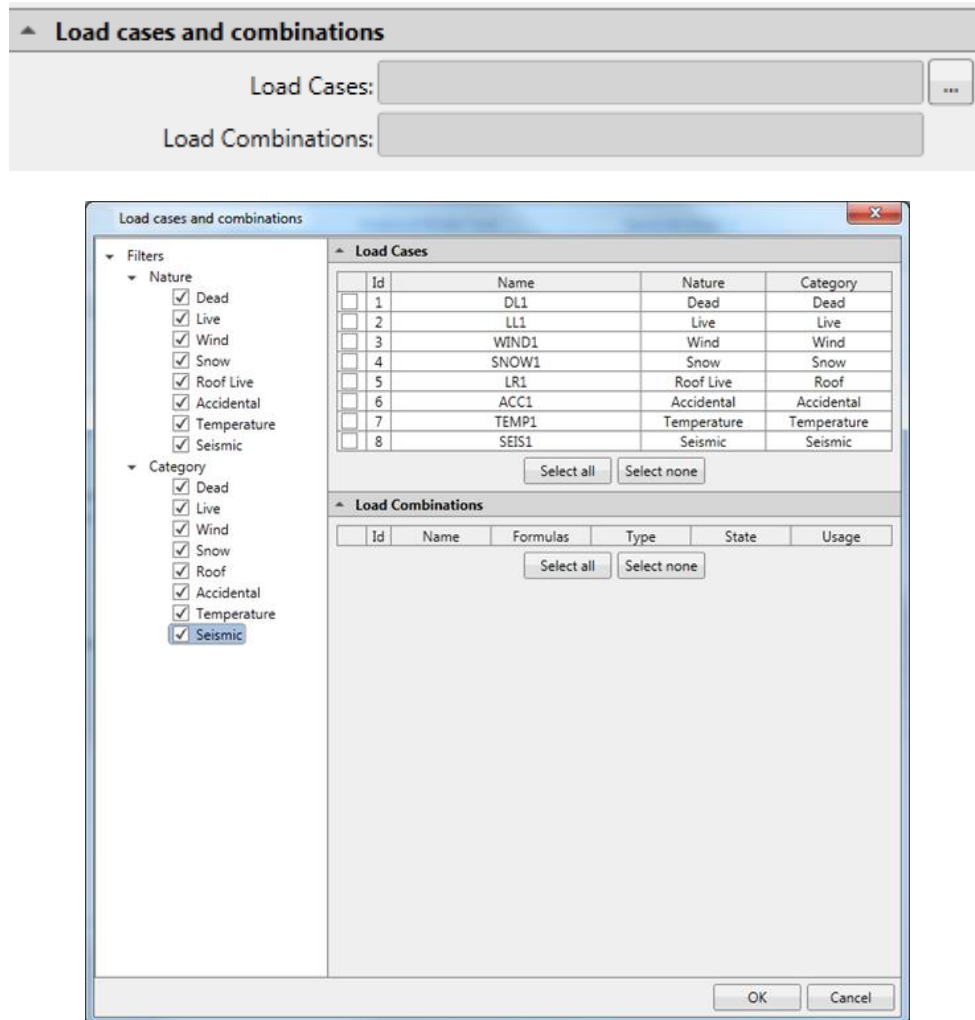 Load cases and combinations
Load Cases:
...
Load Combinations:
Load cases and combinations
x
Filters
Nature
Dead
Live
Wind
Snow
Roof Live
Accidental
Temperature
Seismic
Category
Dead
Live
Wind
Snow
Roof
Accidental
Temperature
Seismic
Load Cases
Id Name Nature Category
1 DL1 Dead Dead
2 LL1 Live Live
3 WIND1 Wind Wind
4 SNOW1 Snow Snow
5 LR1 Roof Live Roof
6 ACC1 Accidental Accidental
7 TEMP1 Temperature Temperature
8 SEIS1 Seismic Seismic
Select all Select none
Load Combinations
Id Name Formulas Type State Usage
Select all Select none
OK Cancel